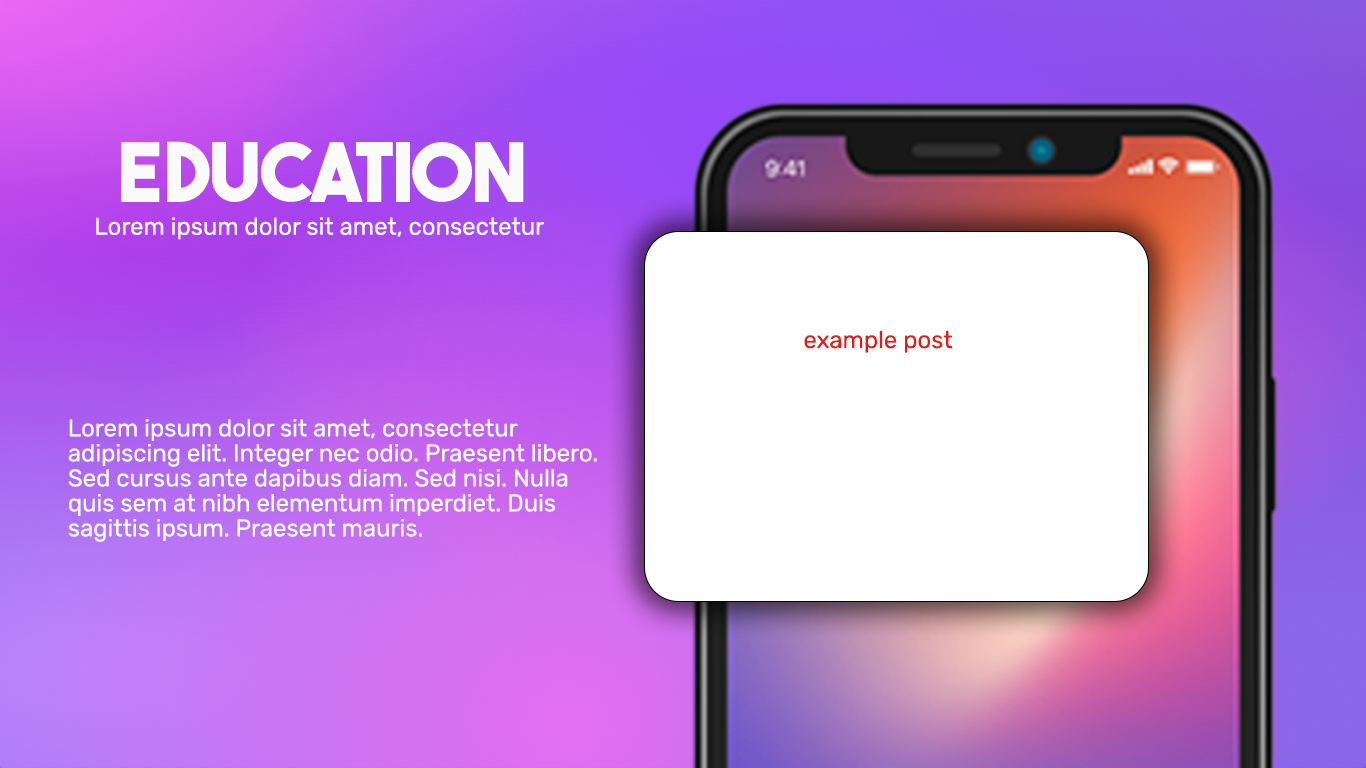 EDUCATION
Lorem ipsum dolor sit amet, consectetur
9:41
example post
Lorem ipsum dolor sit amet, consectetur
adipiscing elit. Integer nec odio. Praesent libero.
Sed cursus ante dapibus diam. Sed nisi. Nulla
quis sem at nibh elementum imperdiet. Duis
sagittis ipsum. Praesent mauris.